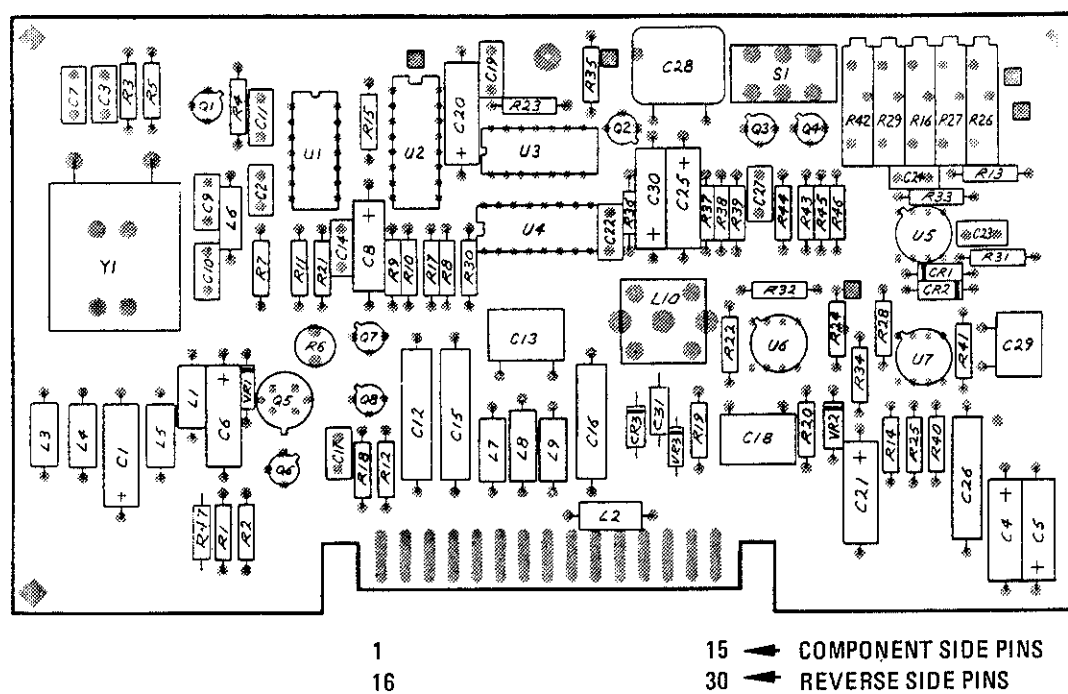 C7
C3
R3
R5
Q1
R4
C11
U1
R15
U2
C20
+
C19
R23
U3
R35
Q2
C28
S1
Q3
Q4
R42
R29
R16
R27
R26
C24
R13
R33
Y1
C9
L6
C2
C10
R7
R11
R21
C14
+
C8
R9
R10
R17
R8
R30
U4
C22
R36
C30
+
+
C25
R37
R38
R39
C27
R44
R43
R45
R46
U5
C23
R31
CR1
CR2
R6
Q7
C13
L10
R32
R22
U6
R24
R28
R34
U7
R41
C29
L3
L4
C1
+
L5
L1
+
C6
VR1
Q5
Q8
C12
C15
L7
L8
L9
C16
CR3
C31
VR3
R19
C18
R20
VR2
+
C21
R14
R25
R40
C26
Q6
C17
R18
R12
R47
R1
R2
L2
+
C4
C5
+
1 15 COMPONENT SIDE PINS
16 30 REVERSE SIDE PINS